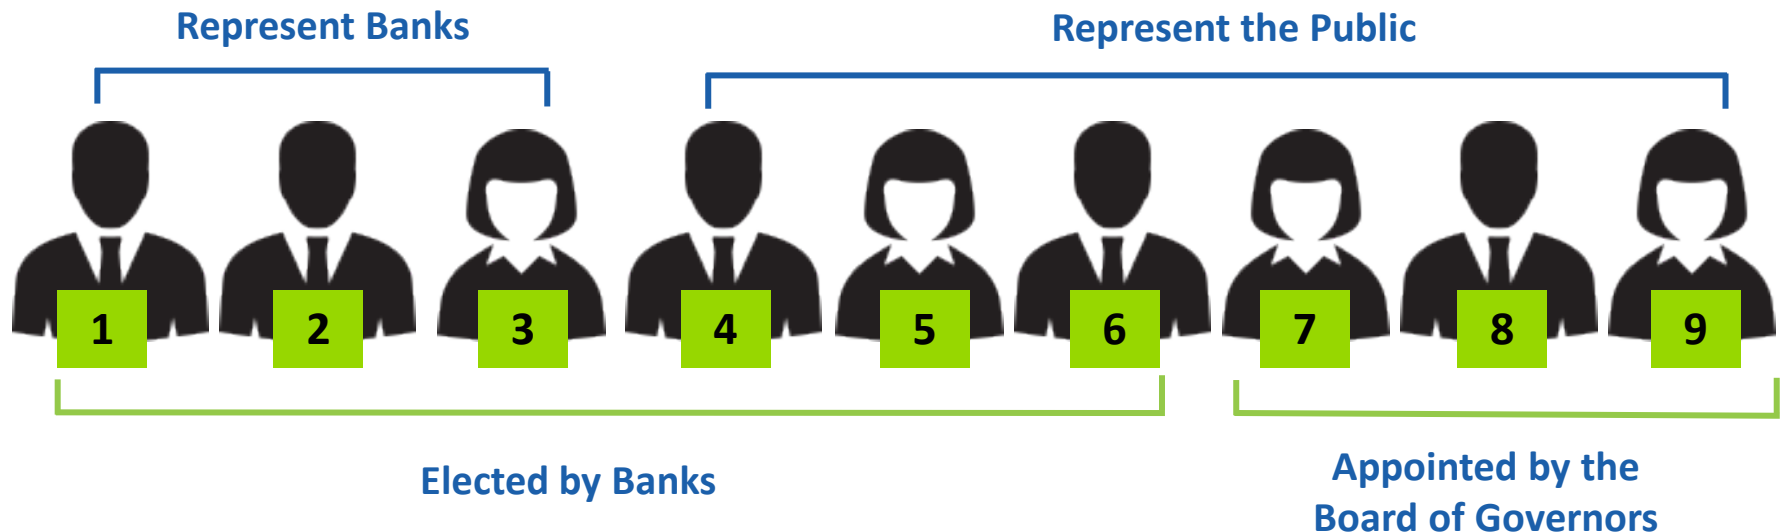 Represent Banks
Represent the Public
1 2 3 4 5 6 7 8 9
Elected by Banks
Appointed by the
Board of Governors